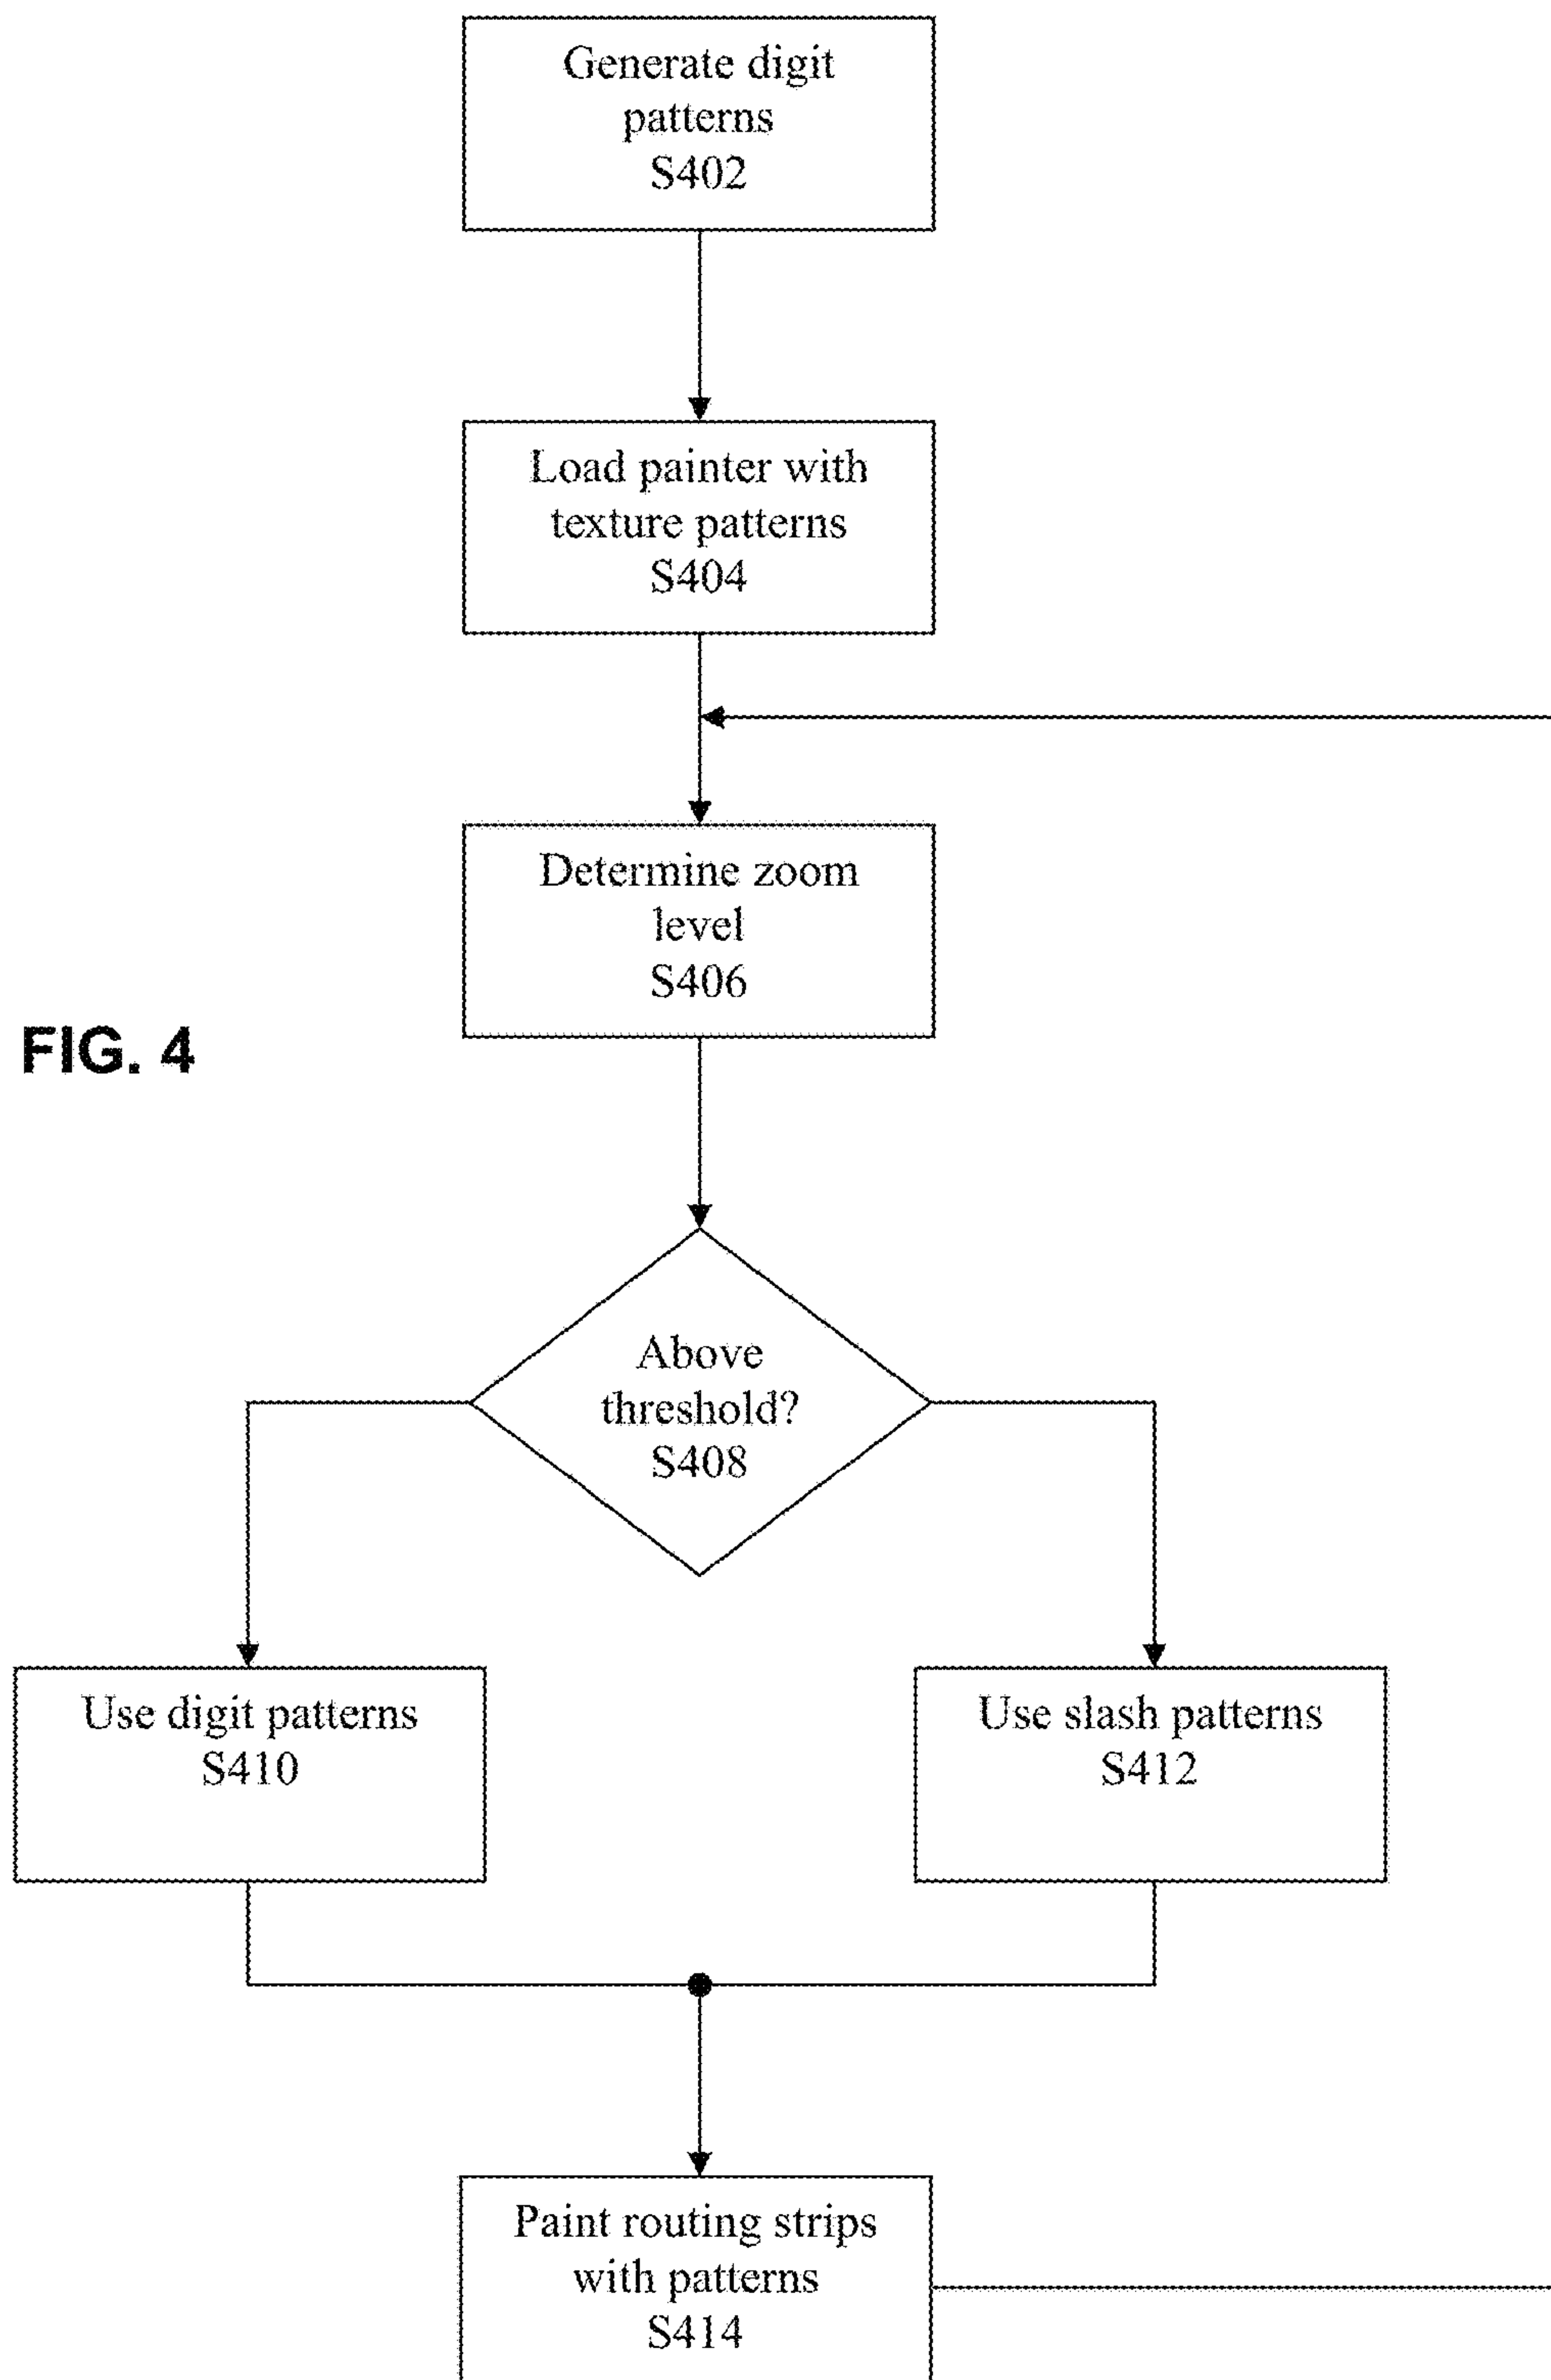 Generate digit
patterns
S402
Load painter with
texture patterns
S404
Determine zoom
level
S406
FIG. 4
Above
threshold?
S408
Use digit patterns
S410
Use slash patterns
S412
Paint routing strips
with patterns
S414